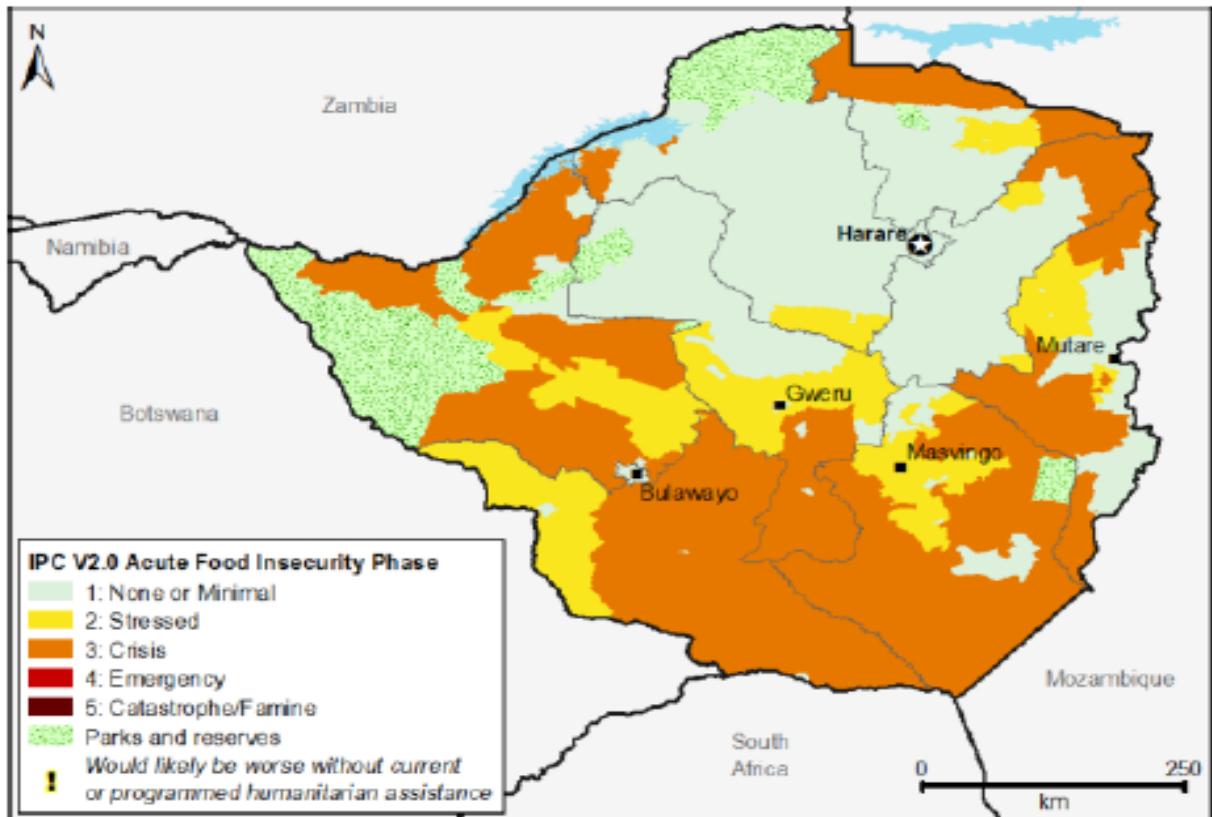 N
Zambia
Namibia
Harare
Botswana
Mutare
Gweru
Masvingo
Bulawayo
IPC V2.0 Acute Food Insecurity Phase
1: None or Minimal
2: Stressed
3: Crisis
4: Emergency
5: Catastrophe/Famine
Parks and reserves
! Would likely be worse without current
or programmed humanitarian assistance
Mozambique
South
Africa
0 250
km